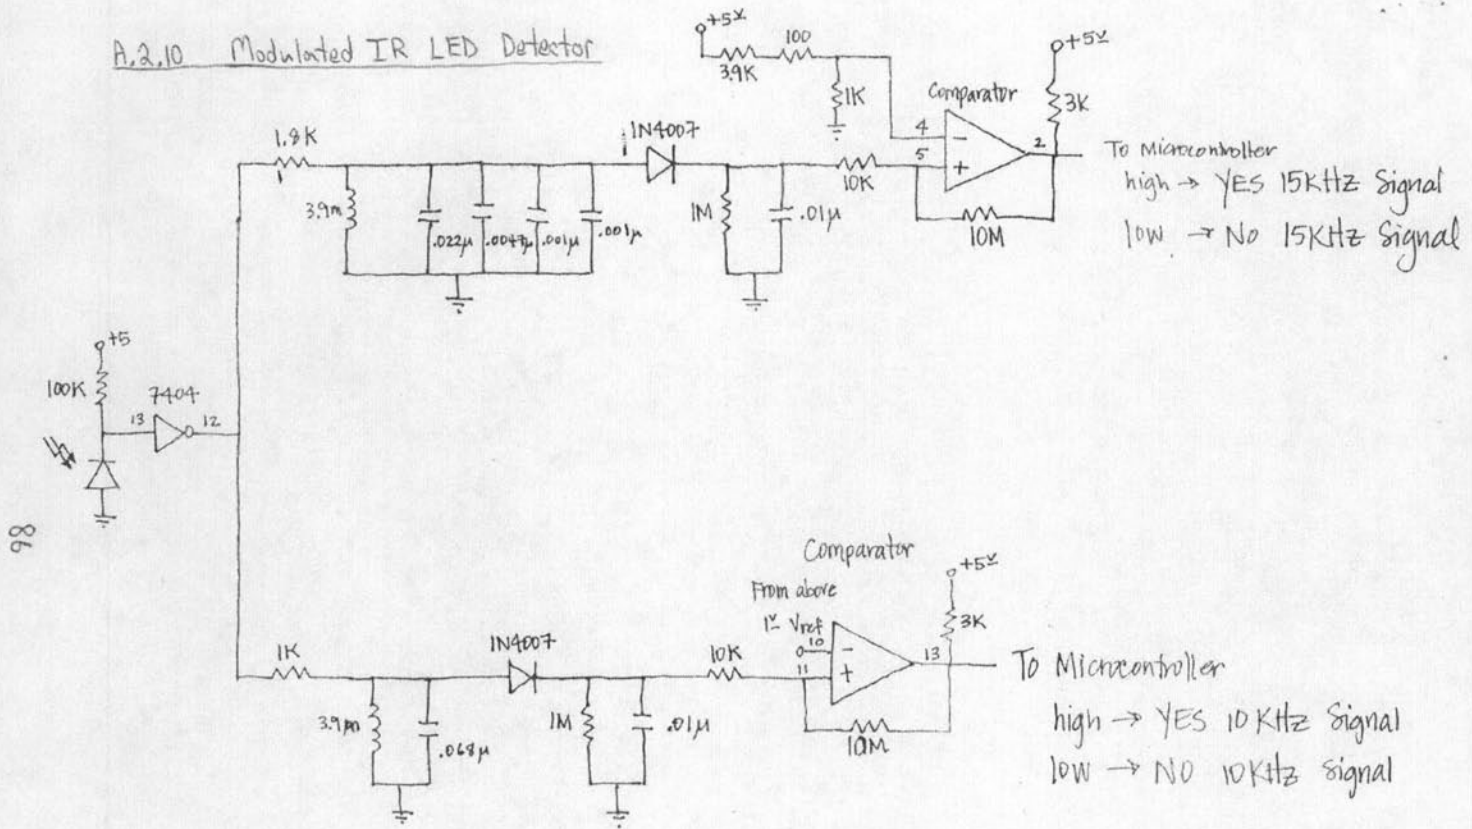 A.2.10 Modulated IR LED Detector
+5V
3.9K
100
1K
Comparator
+5V
3K
4
-
5
+
2
To Microcontroller
high → YES 15KHz Signal
low → No 15KHz Signal
1.8K
3.9m
.022µ
.0047µ
.001µ
.001µ
1N4007
1M
.01µ
10K
10M
+5
100K
7404
13
12
98
1K
3.9m
.068µ
1N4007
1M
.01µ
10K
Comparator
From above
1V Vref
10
-
11
+
13
+5V
3K
10M
To Microcontroller
high → YES 10KHz Signal
low → NO 10KHz Signal